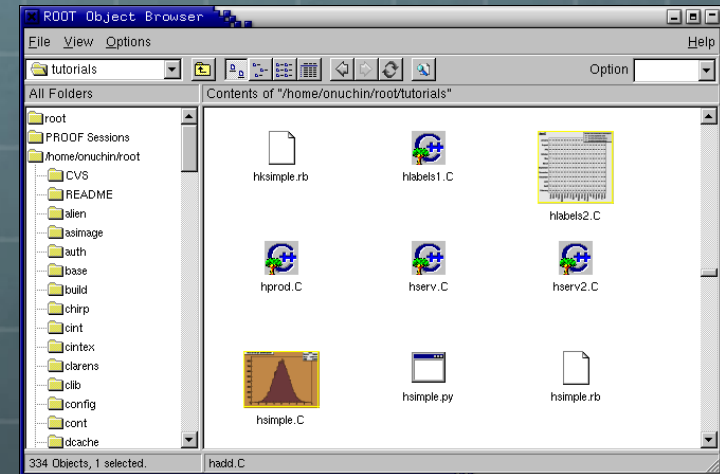 ROOT Object Browser
File View Options Help
tutorials Option
All Folders Contents of "/home/onuchin/root/tutorials"
root
PROOF Sessions
/home/onuchin/root
CVS
README
alien
asimage
auth
base
build
chirp
cint
cintex
clarens
clib
config
cont
dcache
hksimple.rb hlabels1.C hlabels2.C
hprod.C hserv.C hserv2.C
hsimple.C hsimple.py hsimple.rb
334 Objects, 1 selected. hadd.C